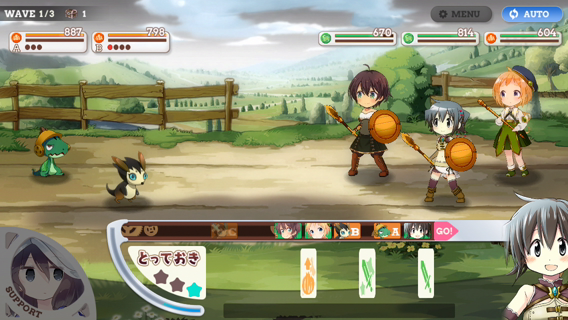 WAVE 1/3
1
MENU
AUTO
887
A
798
B
670
814
604
B
A
GO!
とっておき
SUPPORT